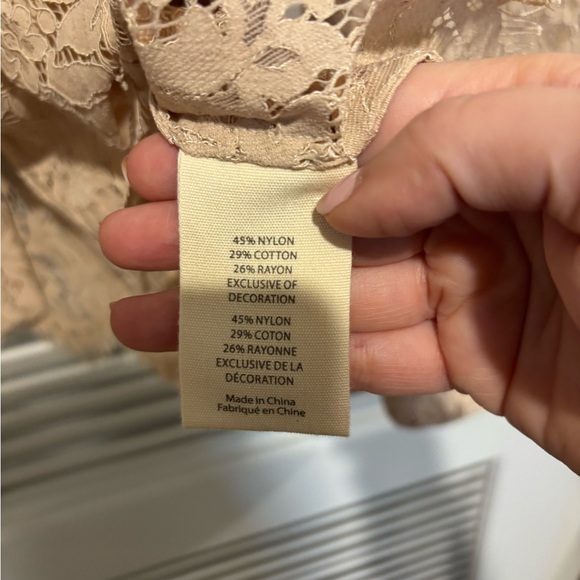 45% NYLON
29% COTTON
26% RAYON
EXCLUSIVE OF
DECORATION
45% NYLON
29% COTON
26% RAYONNE
EXCLUSIVE DE LA
DÉCORATION
Made in China
Fabriqué en Chine